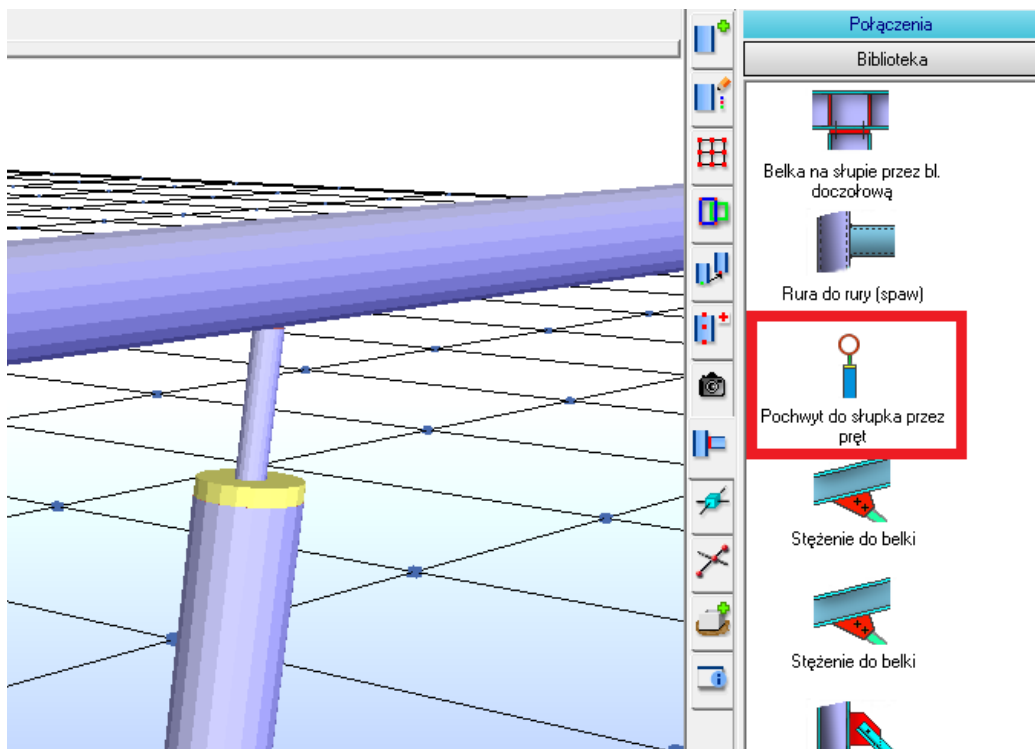 Połączenia
Biblioteka
Belka na słupie przez bl.
doczołową
Rura do rury (spaw)
Pochwyt do słupka przez
pręt
Stężenie do belki
Stężenie do belki